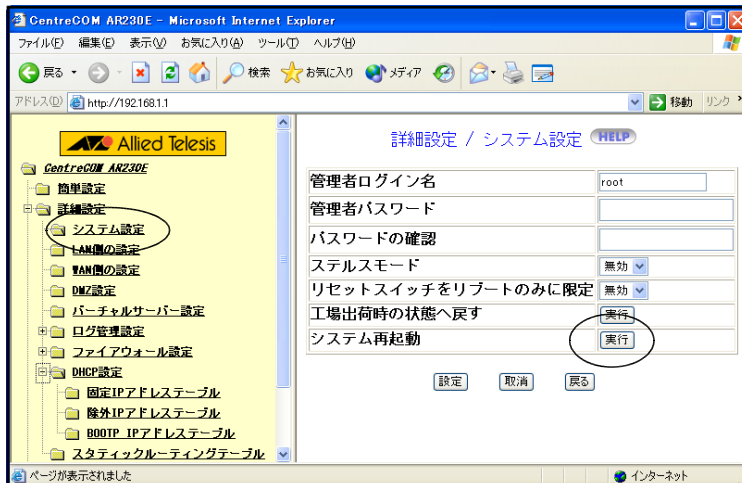 CentreCOM AR230E - Microsoft Internet Explorer
ファイル(F) 編集(E) 表示(V) お気に入り(A) ツール(T) ヘルプ(H)
戻る 検索 お気に入り メディア
アドレス(D) http://192.168.1.1 移動 リンク »
Allied Telesis
CentreCOM AR230E
簡単設定
詳細設定
システム設定
LAN側の設定
WAN側の設定
DMZ設定
バーチャルサーバー設定
ログ管理設定
ファイアウォール設定
DHCP設定
固定IPアドレステーブル
除外IPアドレステーブル
BOOTP IPアドレステーブル
スタティックルーティングテーブル
詳細設定 / システム設定 HELP
管理者ログイン名 root
管理者パスワード
パスワードの確認
ステルスモード 無効
リセットスイッチをリブートのみに限定 無効
工場出荷時の状態へ戻す 実行
システム再起動 実行
設定 取消 戻る
ページが表示されました インターネット